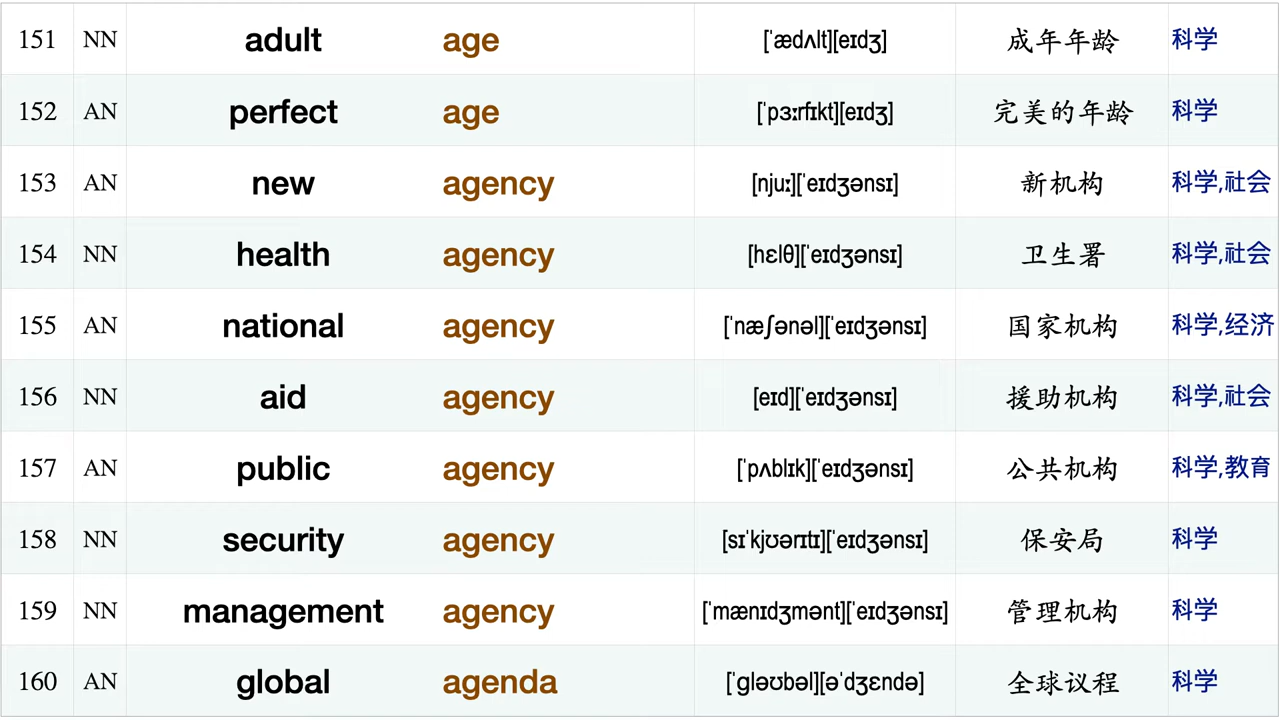 151 NN adult age [ˈædʌlt][eɪdʒ] 成年年龄 科学
152 AN perfect age [ˈpɜːrfɪkt][eɪdʒ] 完美的年龄 科学
153 AN new agency [njuː][ˈeɪdʒənsɪ] 新机构 科学,社会
154 NN health agency [hɛlθ][ˈeɪdʒənsɪ] 卫生署 科学,社会
155 AN national agency [ˈnæʃənəl][ˈeɪdʒənsɪ] 国家机构 科学,经济
156 NN aid agency [eɪd][ˈeɪdʒənsɪ] 援助机构 科学,社会
157 AN public agency [ˈpʌblɪk][ˈeɪdʒənsɪ] 公共机构 科学,教育
158 NN security agency [sɪˈkjʊərɪtɪ][ˈeɪdʒənsɪ] 保安局 科学
159 NN management agency [ˈmænɪdʒmənt][ˈeɪdʒənsɪ] 管理机构 科学
160 AN global agenda [ˈɡləʊbəl][əˈdʒɛndə] 全球议程 科学